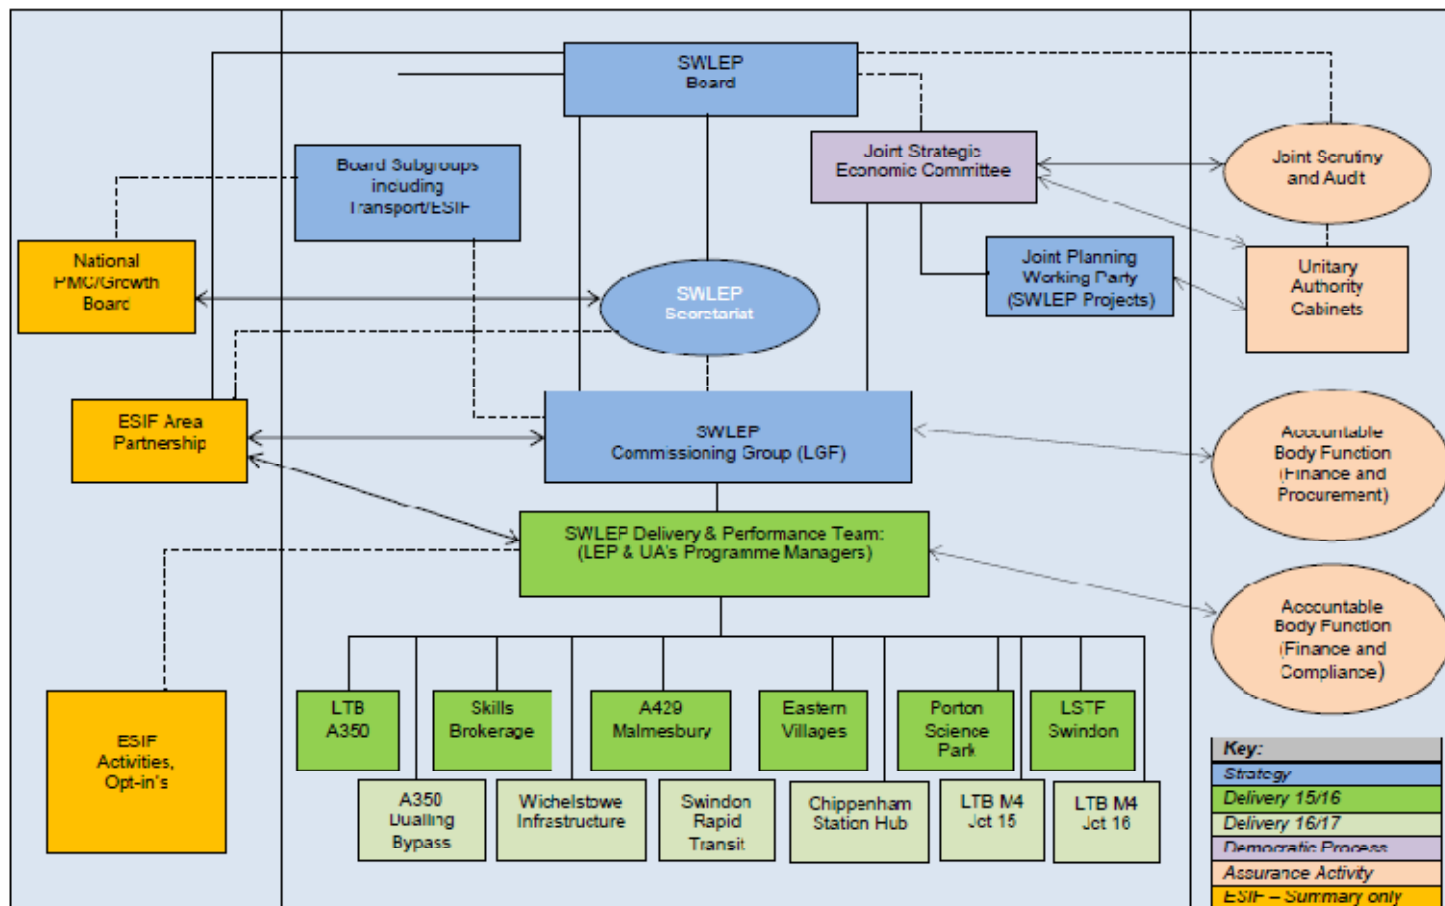 SWLEP
Board
Board Subgroups
including
Transport/ESIF
Joint Strategic
Economic Committee
Joint Scrutiny
and Audit
National
PMC/Growth
Board
SWLEP
Secretariat
Joint Planning
Working Party
(SWLEP Projects)
Unitary
Authority
Cabinets
ESIF Area
Partnership
SWLEP
Commissioning Group (LGF)
Accountable
Body Function
(Finance and
Procurement)
SWLEP Delivery & Performance Team:
(LEP & UA's Programme Managers)
Accountable
Body Function
(Finance and
Compliance)
ESIF
Activities,
Opt-in's
LTB
A350
Skills
Brokerage
A429
Malmesbury
Eastern
Villages
Porton
Science
Park
LSTF
Swindon
A350
Dualling
Bypass
Wichelstowe
Infrastructure
Swindon
Rapid
Transit
Chippenham
Station Hub
LTB M4
Jct 15
LTB M4
Jct 16
Key:
Strategy
Delivery 15/16
Delivery 16/17
Democratic Process
Assurance Activity
ESIF – Summary only